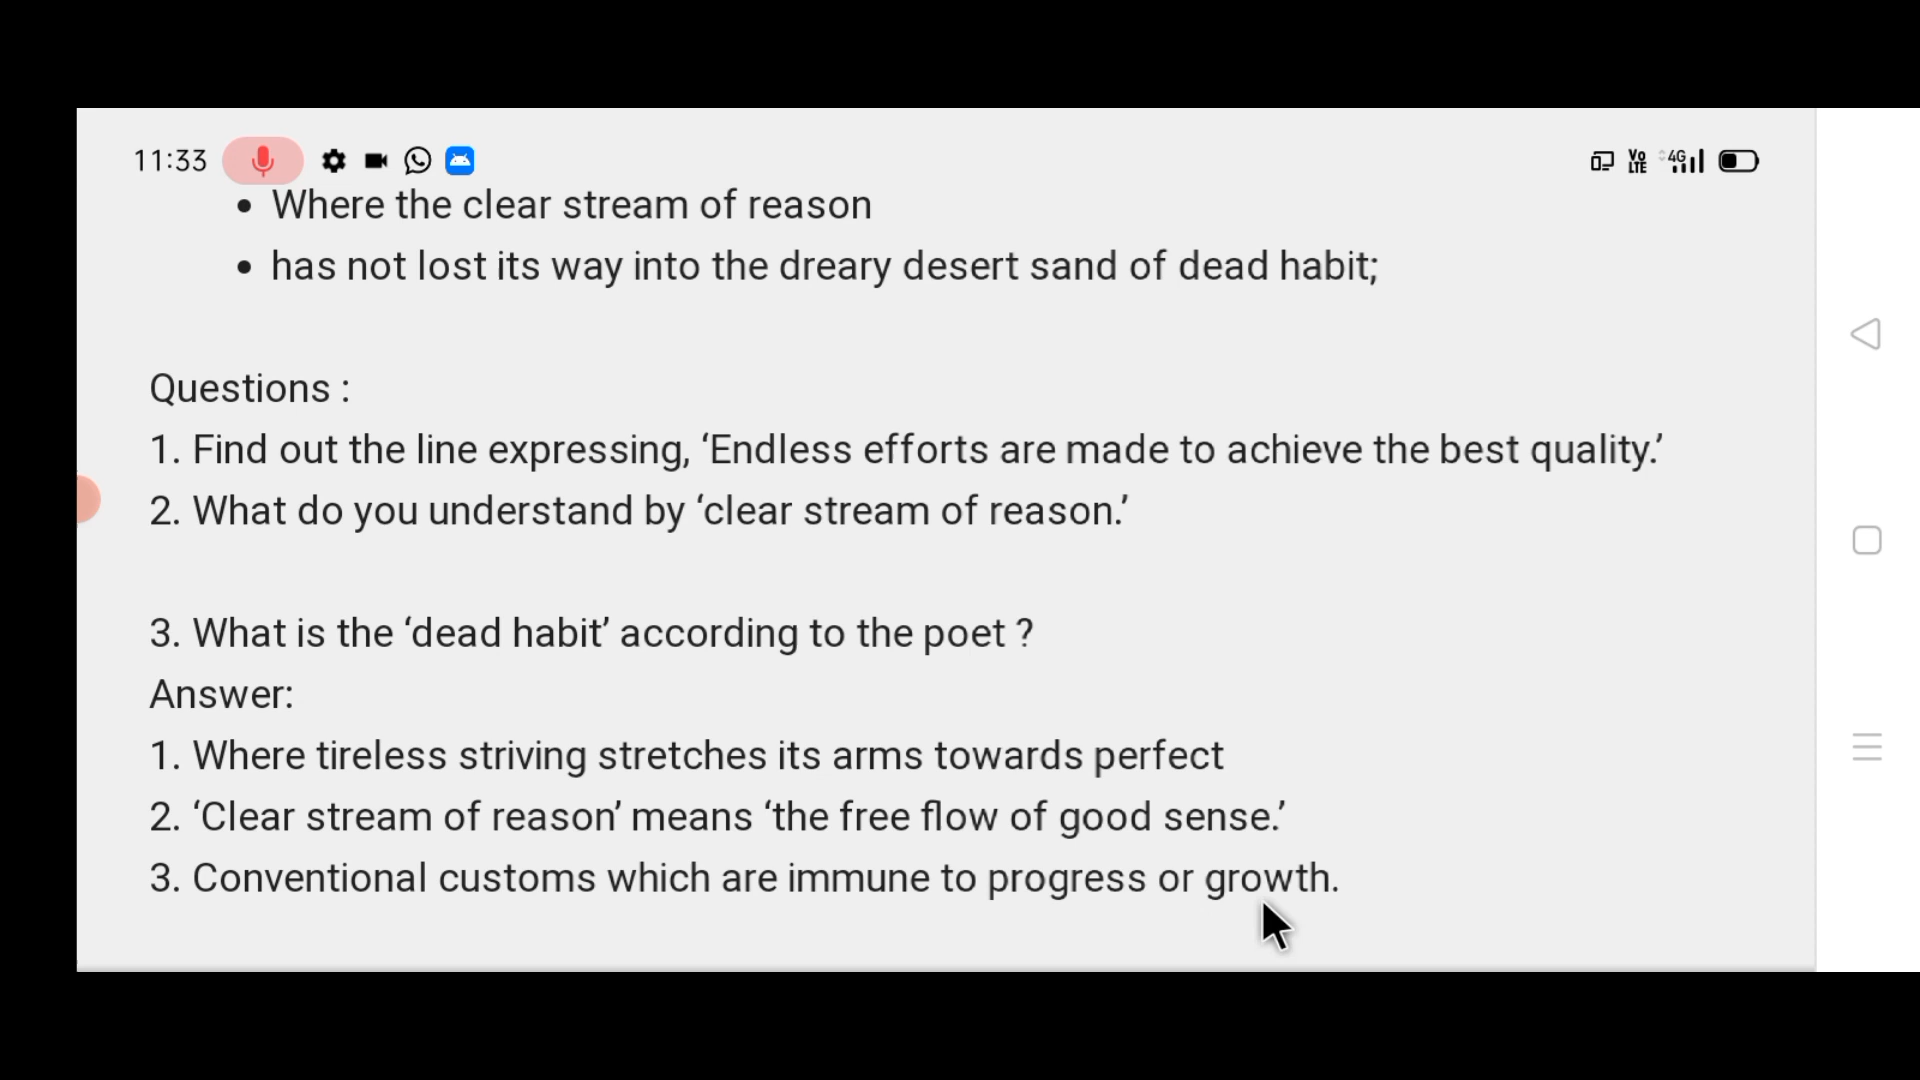 11:33 Vo LTE 4G
• Where the clear stream of reason
• has not lost its way into the dreary desert sand of dead habit;
Questions :
1. Find out the line expressing, ‘Endless efforts are made to achieve the best quality.’
2. What do you understand by ‘clear stream of reason.’
3. What is the ‘dead habit’ according to the poet ?
Answer:
1. Where tireless striving stretches its arms towards perfect
2. ‘Clear stream of reason’ means ‘the free flow of good sense.’
3. Conventional customs which are immune to progress or growth.